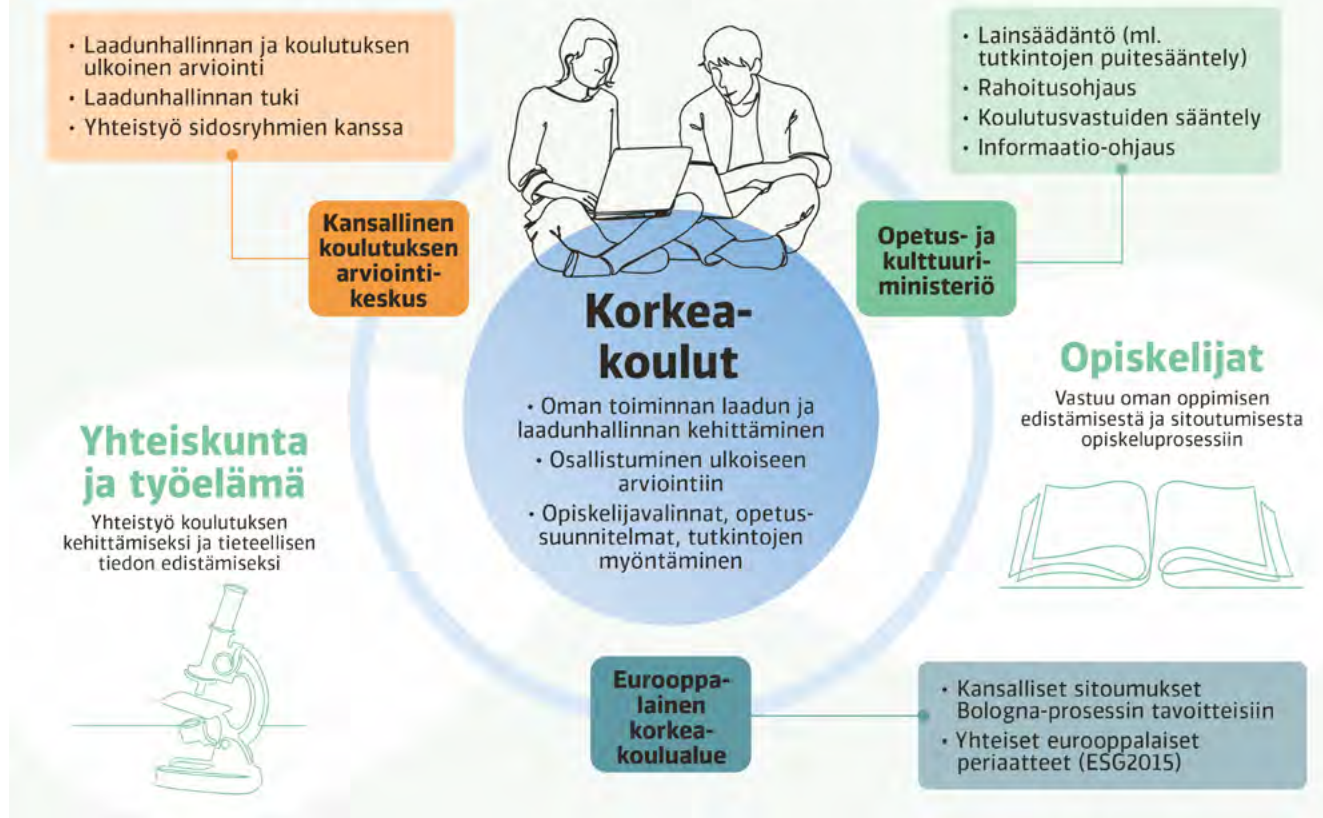 • Laadunhallinnan ja koulutuksen
ulkoinen arviointi
• Laadunhallinnan tuki
• Yhteistyö sidosryhmien kanssa
Kansallinen
koulutuksen
arviointi-
keskus
• Lainsäädäntö (ml.
tutkintojen puitesääntely)
• Rahoitusohjaus
• Koulutusvastuiden sääntely
• Informaatio-ohjaus
Opetus- ja
kulttuuri-
ministeriö
Korkea-
koulut
• Oman toiminnan laadun ja
laadunhallinnan kehittäminen
• Osallistuminen ulkoiseen
arviointiin
• Opiskelijavalinnat, opetus-
suunnitelmat, tutkintojen
myöntäminen
Opiskelijat
Vastuu oman oppimisen
edistämisestä ja sitoutumisesta
opiskeluprosessiin
Yhteiskunta
ja työelämä
Yhteistyö koulutuksen
kehittämiseksi ja tieteellisen
tiedon edistämiseksi
Eurooppa-
lainen
korkea-
koulualue
• Kansalliset sitoumukset
Bologna-prosessin tavoitteisiin
• Yhteiset eurooppalaiset
periaatteet (ESG2015)